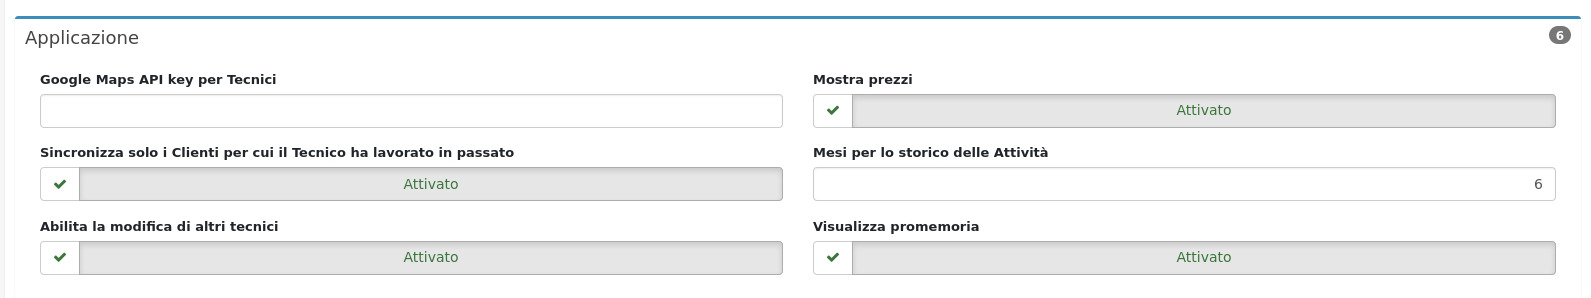 Applicazione
6
Google Maps API key per Tecnici
Mostra prezzi
Attivato
Sincronizza solo i Clienti per cui il Tecnico ha lavorato in passato
Mesi per lo storico delle Attività
Attivato
6
Abilita la modifica di altri tecnici
Visualizza promemoria
Attivato
Attivato